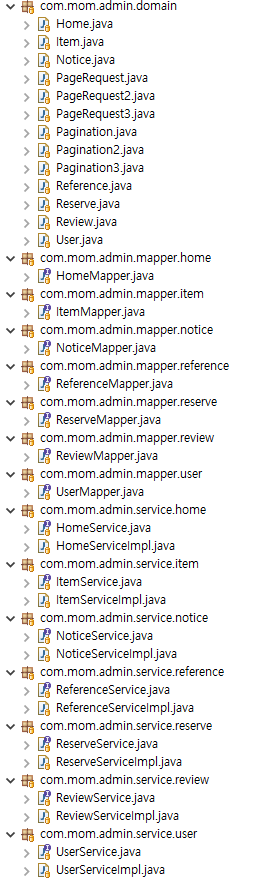 com.mom.admin.domain
Home.java
Item.java
Notice.java
PageRequest.java
PageRequest2.java
PageRequest3.java
Pagination.java
Pagination2.java
Pagination3.java
Reference.java
Reserve.java
Review.java
User.java
com.mom.admin.mapper.home
HomeMapper.java
com.mom.admin.mapper.item
ItemMapper.java
com.mom.admin.mapper.notice
NoticeMapper.java
com.mom.admin.mapper.reference
ReferenceMapper.java
com.mom.admin.mapper.reserve
ReserveMapper.java
com.mom.admin.mapper.review
ReviewMapper.java
com.mom.admin.mapper.user
UserMapper.java
com.mom.admin.service.home
HomeService.java
HomeServiceImpl.java
com.mom.admin.service.item
ItemService.java
ItemServiceImpl.java
com.mom.admin.service.notice
NoticeService.java
NoticeServiceImpl.java
com.mom.admin.service.reference
ReferenceService.java
ReferenceServiceImpl.java
com.mom.admin.service.reserve
ReserveService.java
ReserveServiceImpl.java
com.mom.admin.service.review
ReviewService.java
ReviewServiceImpl.java
com.mom.admin.service.user
UserService.java
UserServiceImpl.java